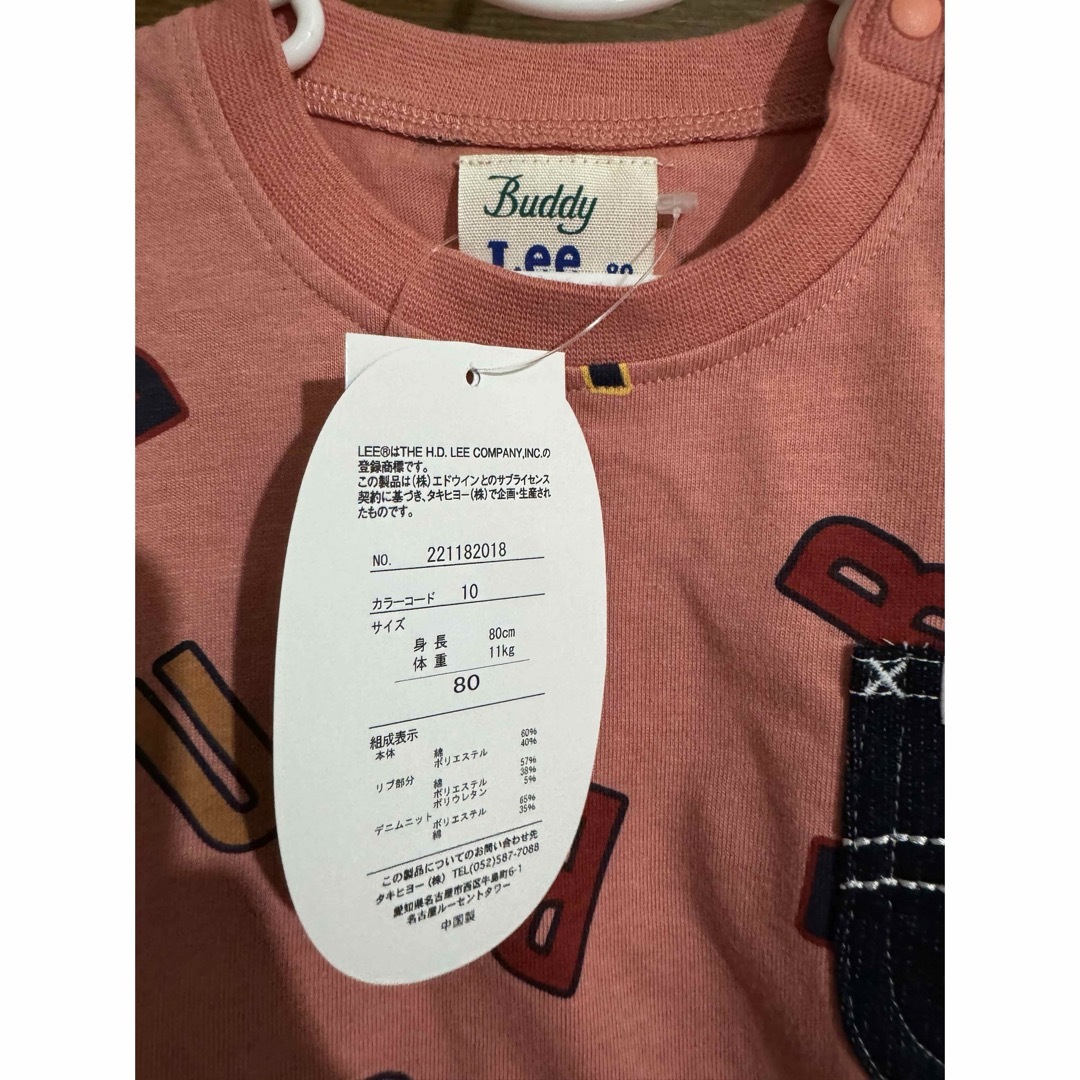 Buddy
Lee 80
LEE®はTHE H.D. LEE COMPANY,INC.の
登録商標です。
この製品は(株)エドウインとのサブライセンス
契約に基づき、タキヒヨー(株)で企画・生産され
たものです。
NO. 221182018
カラーコード 10
サイズ
身長 80cm
体重 11kg
80
組成表示
本体 綿 60%
ポリエステル 40%
リブ部分 綿 57%
ポリエステル 38%
ポリウレタン 5%
デニムニット ポリエステル 65%
綿 35%
この製品についてのお問い合わせ先
タキヒヨー(株) TEL(052)587-7088
愛知県名古屋市西区牛島町6-1
名古屋ルーセントタワー
中国製
B
U
R